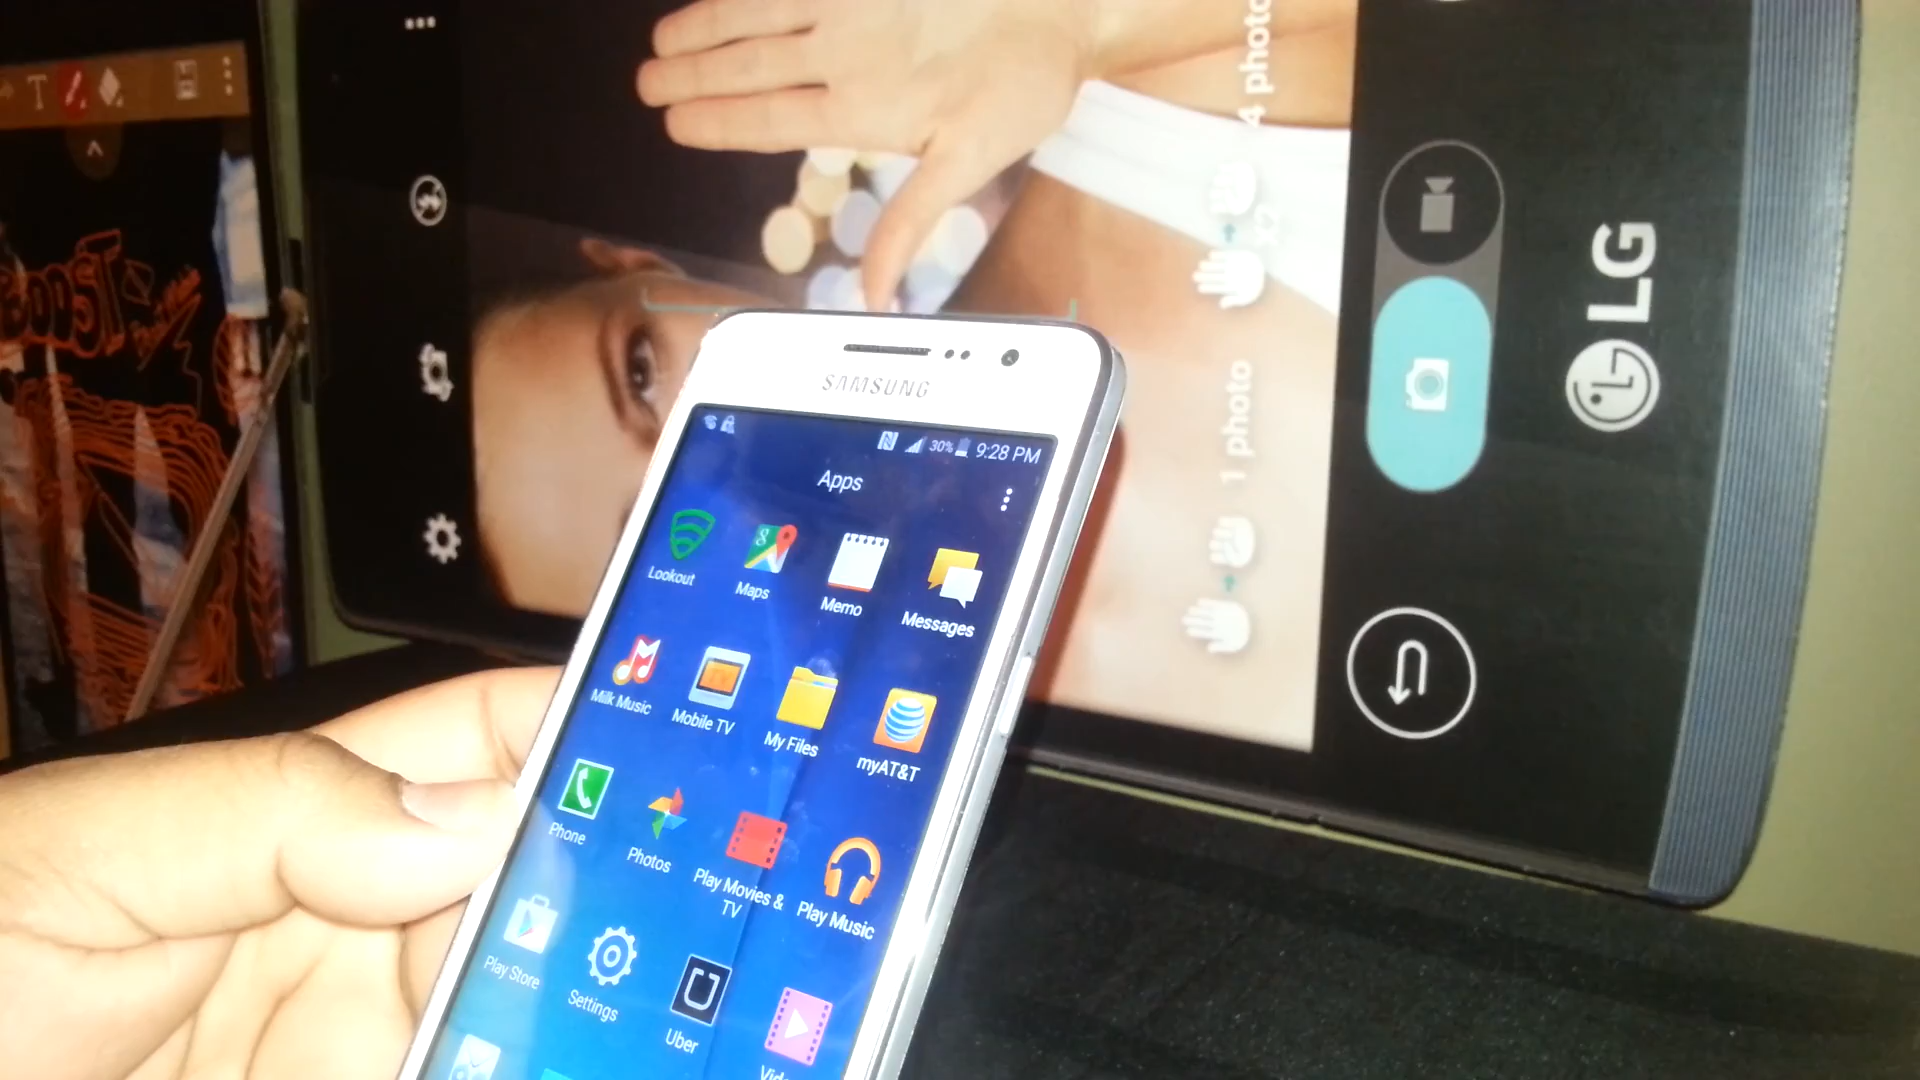 T
BOOST
4 photo
1 photo
LG
SAMSUNG
30% 9:28 PM
Apps
Lookout
Maps
Memo
Messages
Milk Music
Mobile TV
My Files
myAT&T
Phone
Photos
Play Movies &
TV
Play Music
Play Store
Settings
Uber